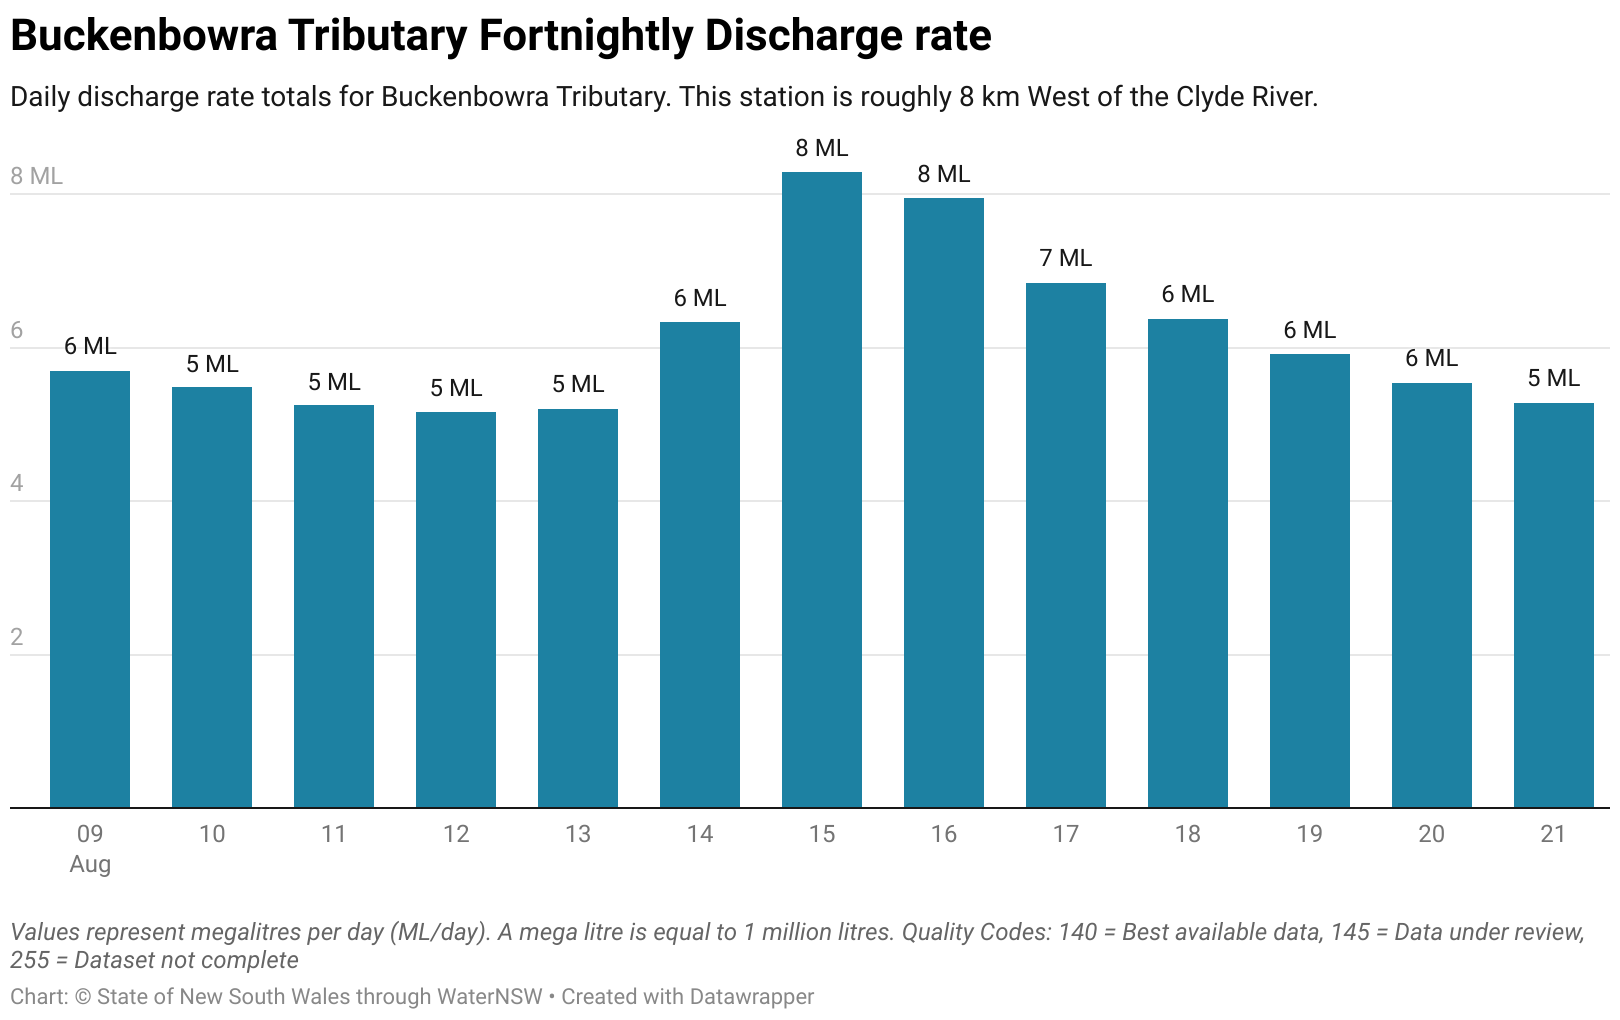 Buckenbowra Tributary Fortnightly Discharge rate
Daily discharge rate totals for Buckenbowra Tributary. This station is roughly 8 km West of the Clyde River.
8 ML
6
4
2
6 ML
5 ML
5 ML
5 ML
5 ML
6 ML
8 ML
8 ML
7 ML
6 ML
6 ML
6 ML
5 ML
09 10 11 12 13 14 15 16 17 18 19 20 21
Aug
Values represent megalitres per day (ML/day). A mega litre is equal to 1 million litres. Quality Codes: 140 = Best available data, 145 = Data under review,
255 = Dataset not complete
Chart: © State of New South Wales through WaterNSW • Created with Datawrapper